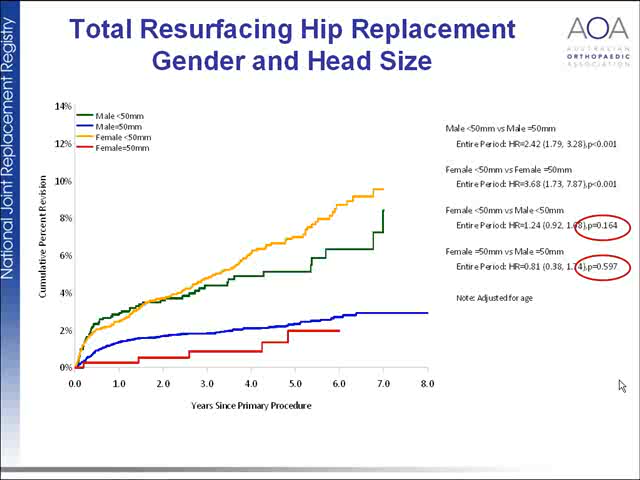 Total Resurfacing Hip Replacement
Gender and Head Size
AOA
AUSTRALIAN
ORTHOPAEDIC
ASSOCIATION
National Joint Replacement Registry
14%
12%
10%
8%
6%
4%
2%
0%
Cumulative Percent Revision
Male <50mm
Male=50mm
Female <50mm
Female=50mm
0.0 1.0 2.0 3.0 4.0 5.0 6.0 7.0 8.0
Years Since Primary Procedure
Male <50mm vs Male =50mm
Entire Period: HR=2.42 (1.79, 3.28),p<0.001
Female <50mm vs Female =50mm
Entire Period: HR=3.68 (1.73, 7.87),p<0.001
Female <50mm vs Male <50mm
Entire Period: HR=1.24 (0.92, 1.68),p=0.164
Female =50mm vs Male =50mm
Entire Period: HR=0.81 (0.38, 1.74),p=0.597
Note: Adjusted for age